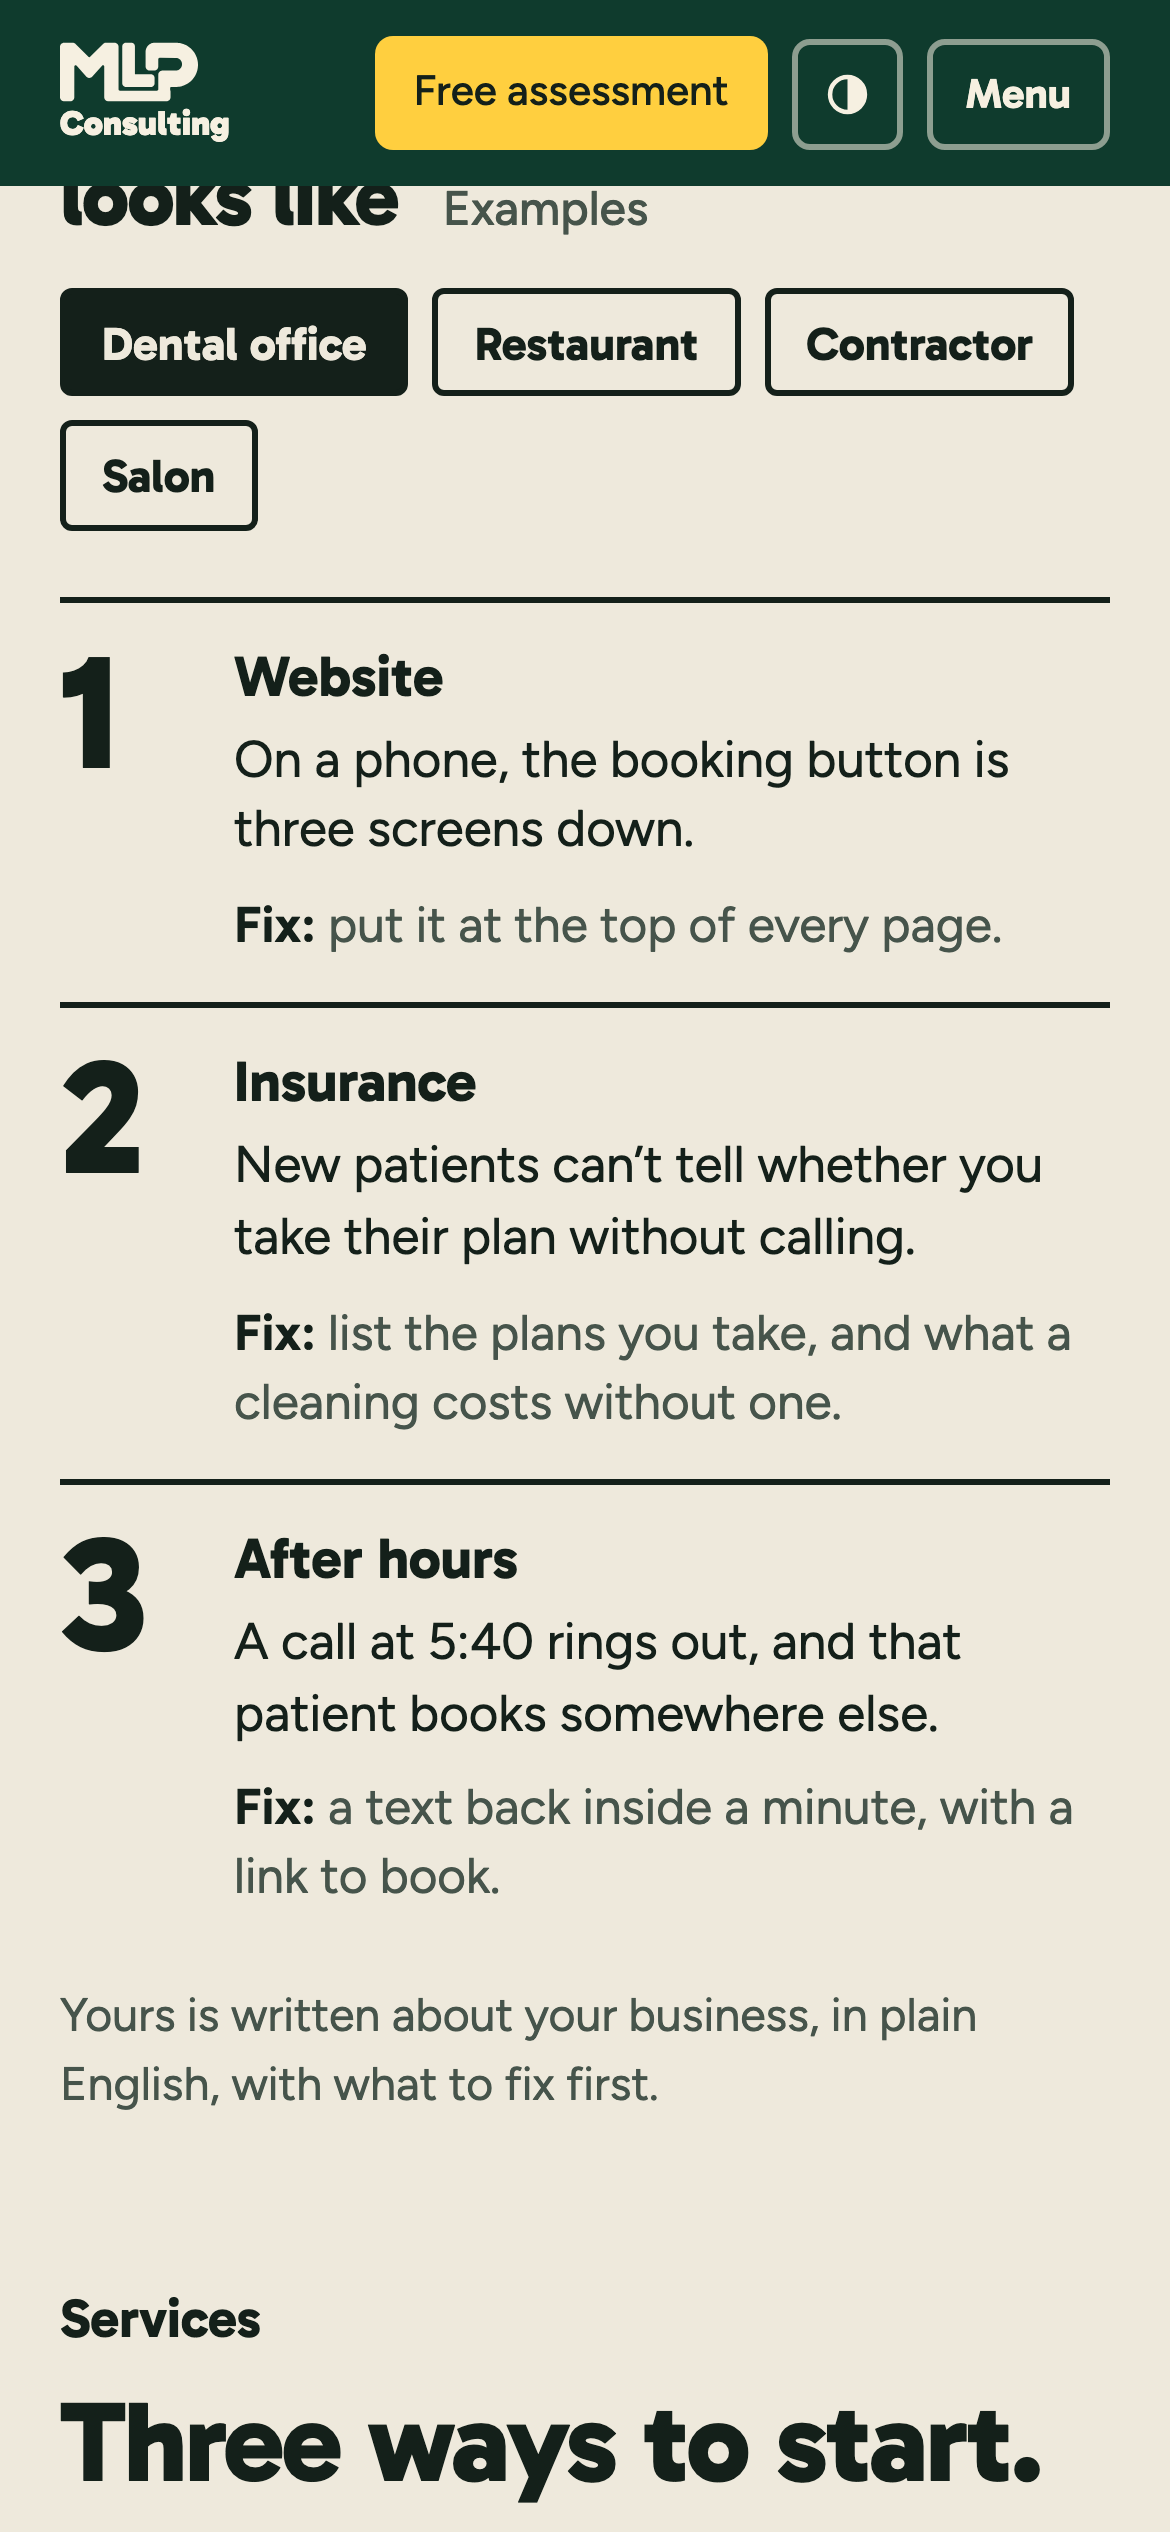 MLP
Consulting
Free assessment
Menu
looks like Examples
Dental office
Restaurant
Contractor
Salon
1
Website
On a phone, the booking button is
three screens down.
Fix: put it at the top of every page.
2
Insurance
New patients can’t tell whether you
take their plan without calling.
Fix: list the plans you take, and what a
cleaning costs without one.
3
After hours
A call at 5:40 rings out, and that
patient books somewhere else.
Fix: a text back inside a minute, with a
link to book.
Yours is written about your business, in plain
English, with what to fix first.
Services
Three ways to start.